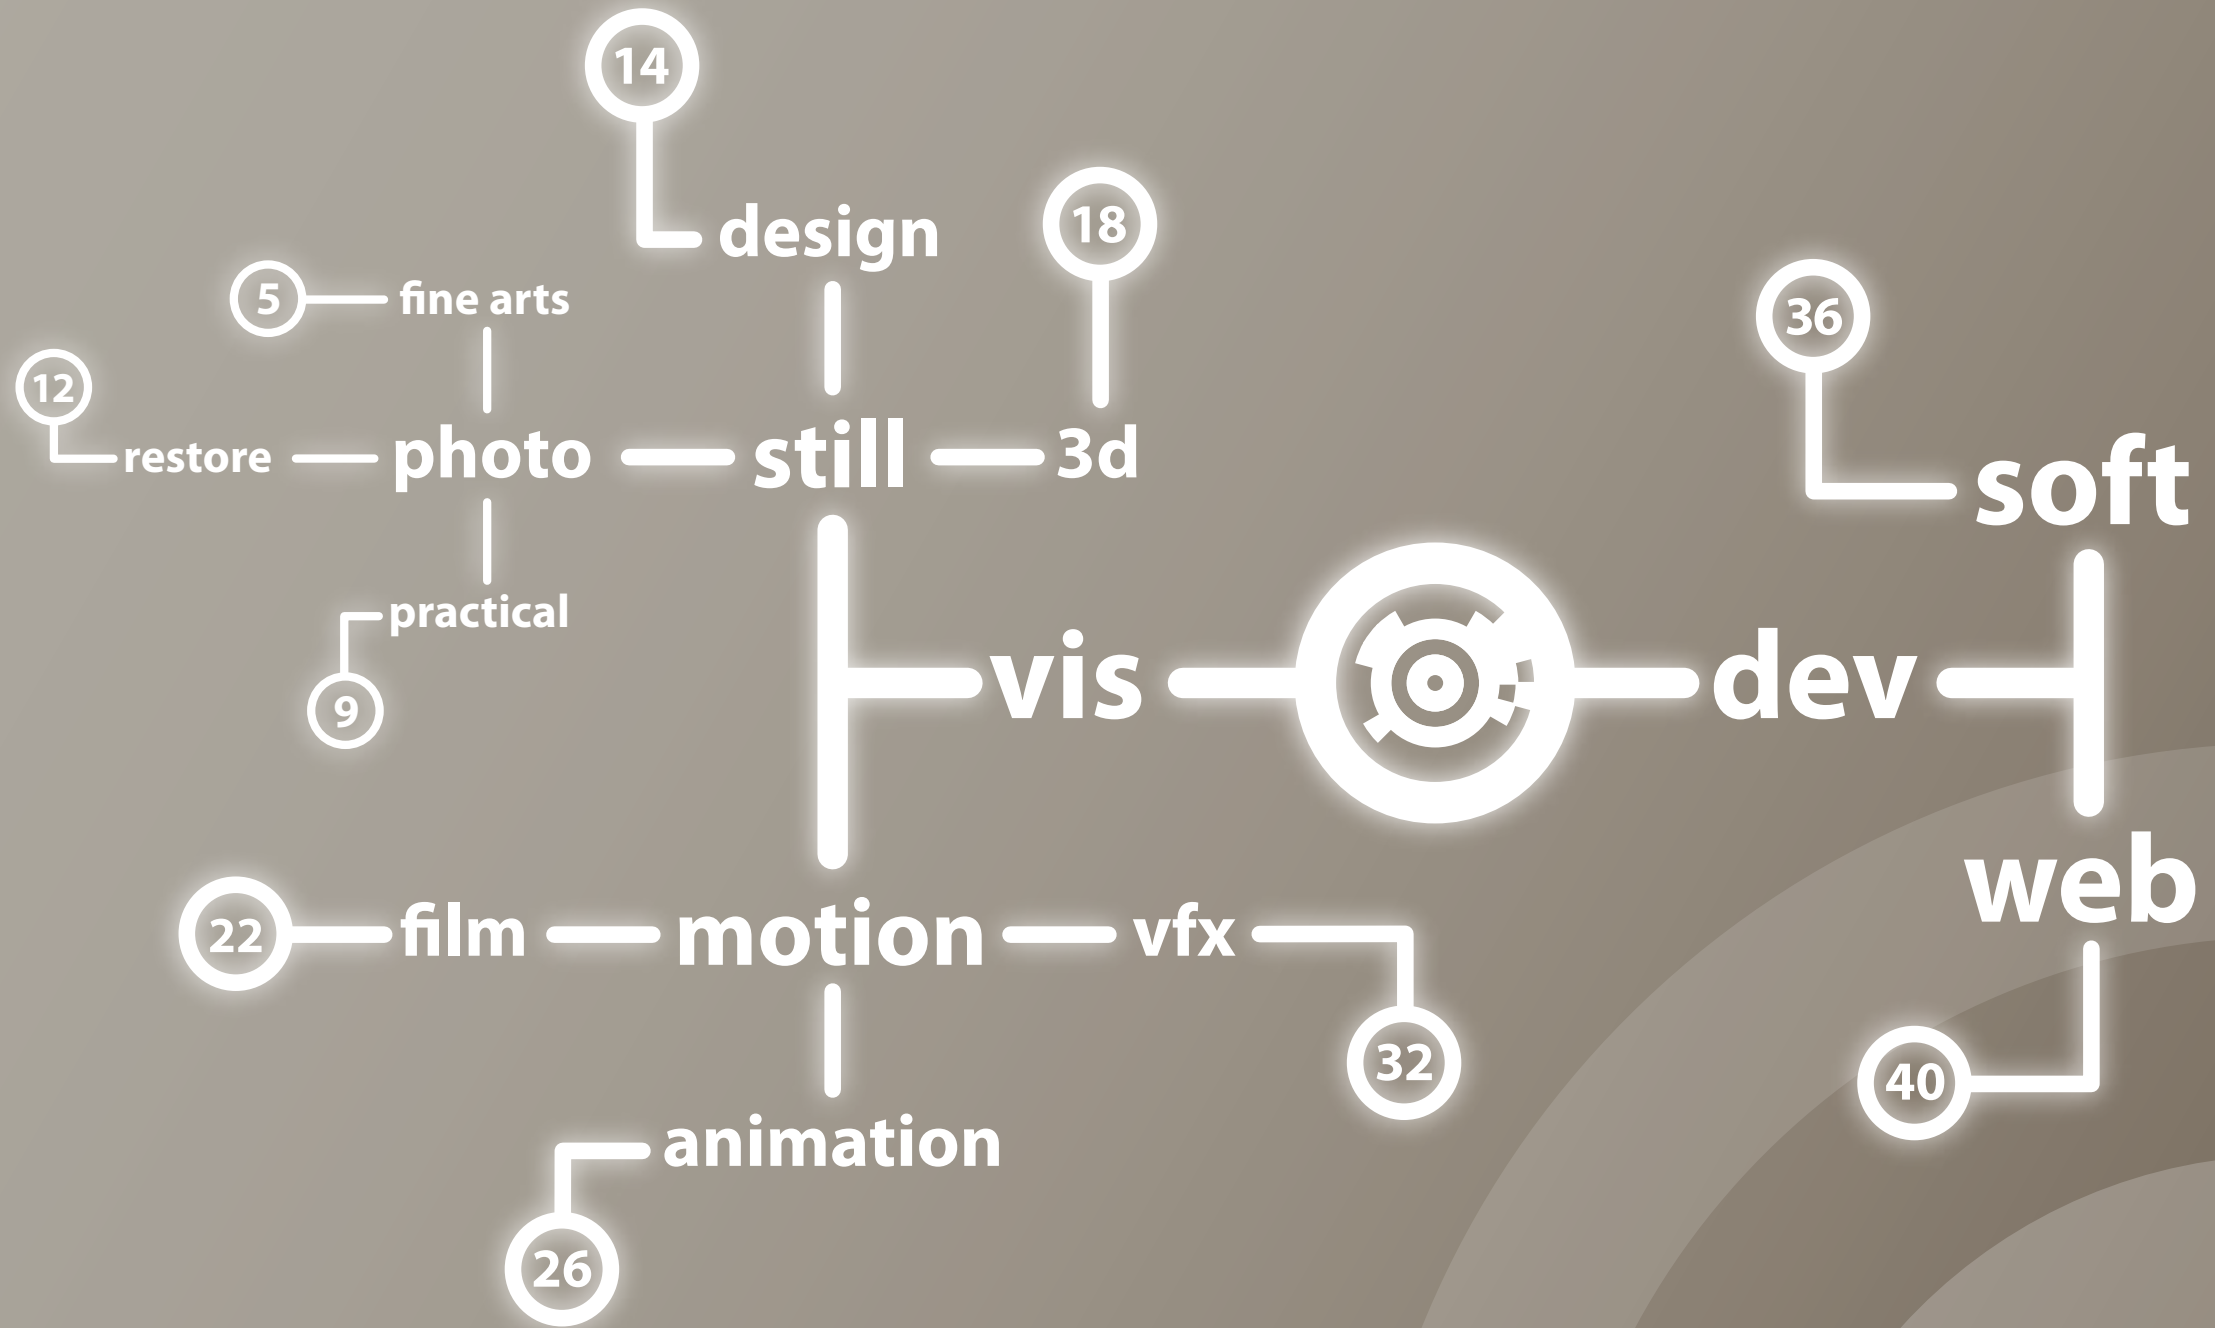 14
design
18
5
fine arts
36
12
restore
photo
still
3d
soft
practical
9
vis
dev
web
22
film
motion
vfx
32
40
animation
26